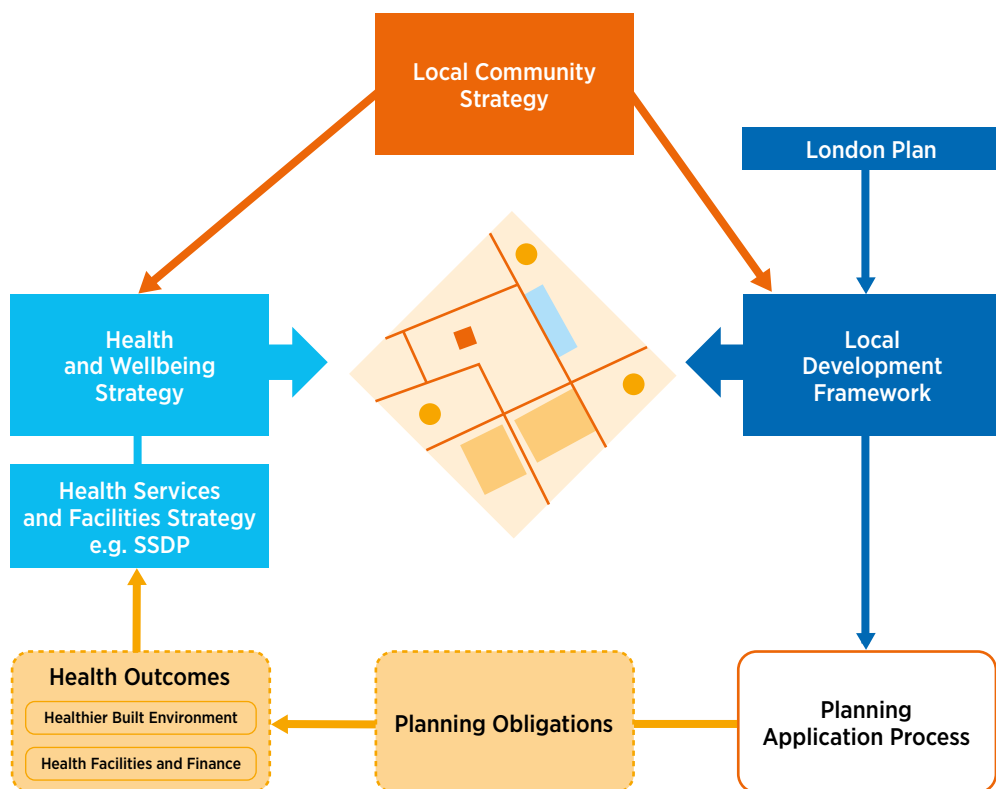 Local Community
Strategy
London Plan
Health
and Wellbeing
Strategy
Local
Development
Framework
Health Services
and Facilities Strategy
e.g. SSDP
Health Outcomes
Healthier Built Environment
Health Facilities and Finance
Planning Obligations
Planning
Application Process